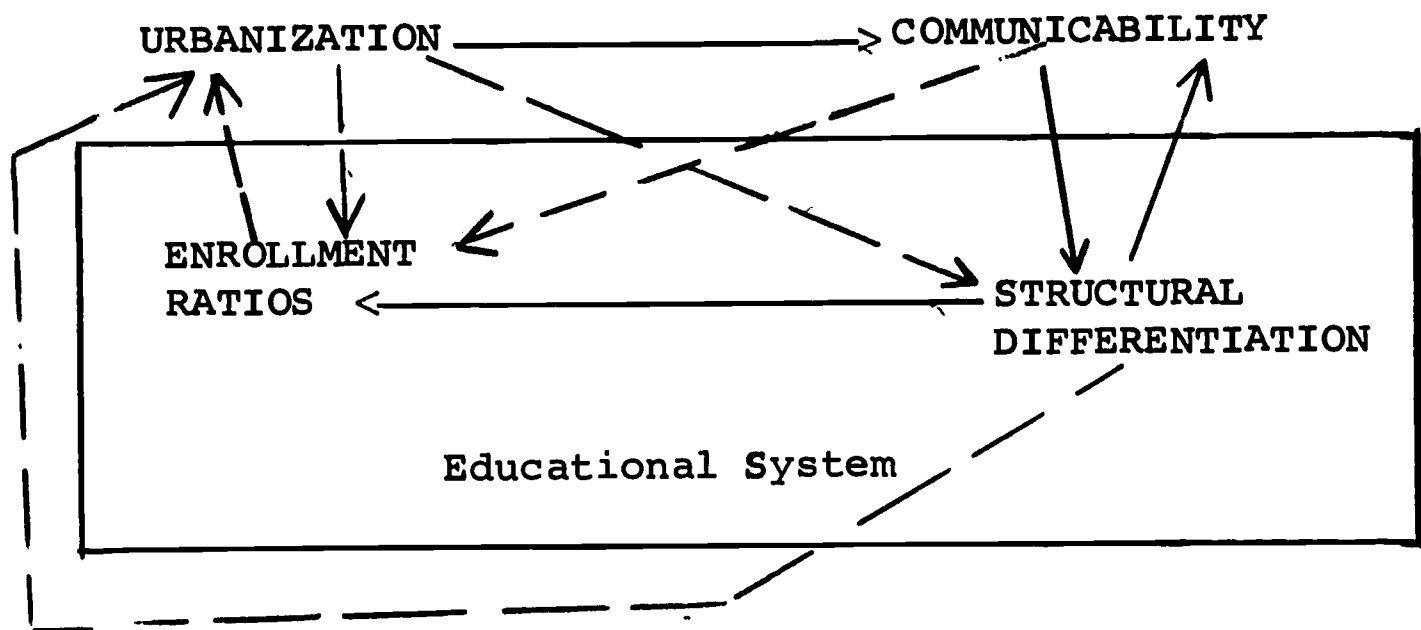 URBANIZATION
COMMUNICABILITY
ENROLLMENT
RATIOS
STRUCTURAL
DIFFERENTIATION
Educational System